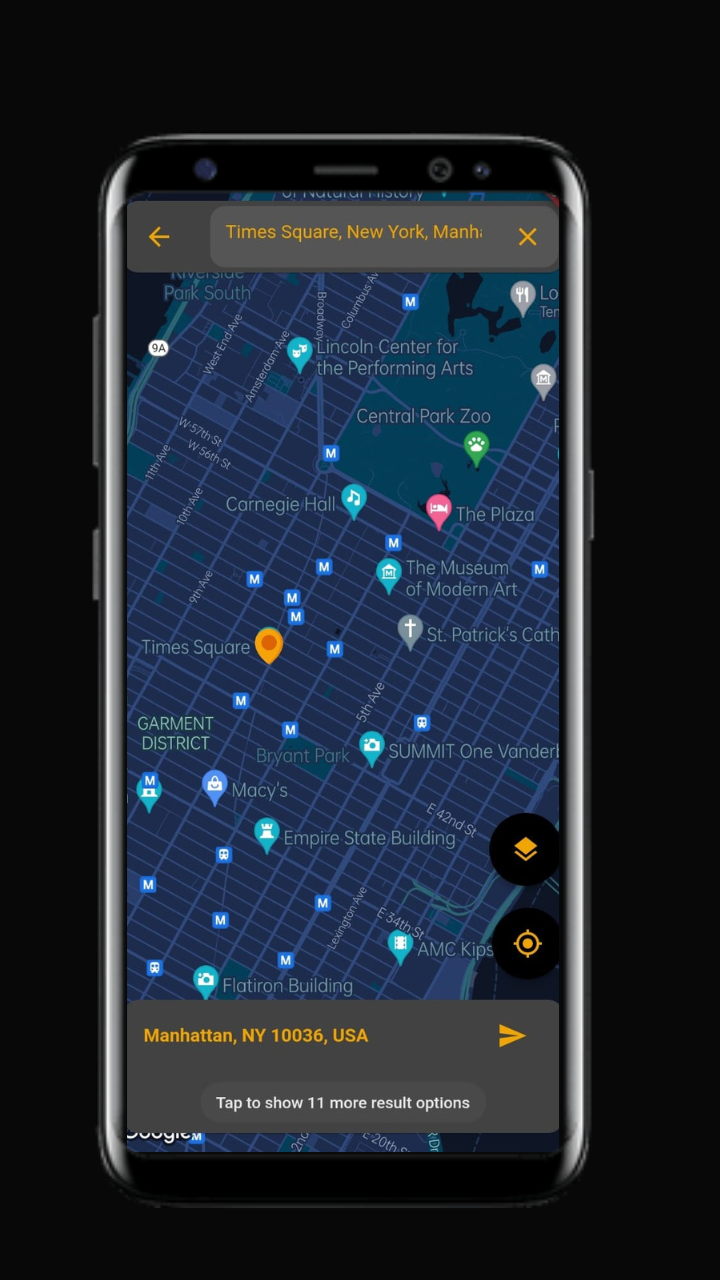 of Natural History
Times Square, New York, Manha
Riverside
Park South
Broadway
Columbus Av
M
Lo
Ter
9A
West End Ave
Amsterdam Ave
Lincoln Center for
the Performing Arts
M
Central Park Zoo
W 57th St
W 56th St
11th Ave
M
10th Ave
Carnegie Hall
The Plaza
M
M
M
M
The Museum
of Modern Art
M
9th Ave
M
M
St. Patrick's Cath
Times Square
M
M
5th Ave
GARMENT
DISTRICT
M
Bryant Park
SUMMIT One Vanderb
M
Macy's
E 42nd St
Empire State Building
M
M
M
Lexington Ave
E 34th St
AMC Kips
M
Flatiron Building
Manhattan, NY 10036, USA
Tap to show 11 more result options
Google
M
2nd
E 20th St
R Dr